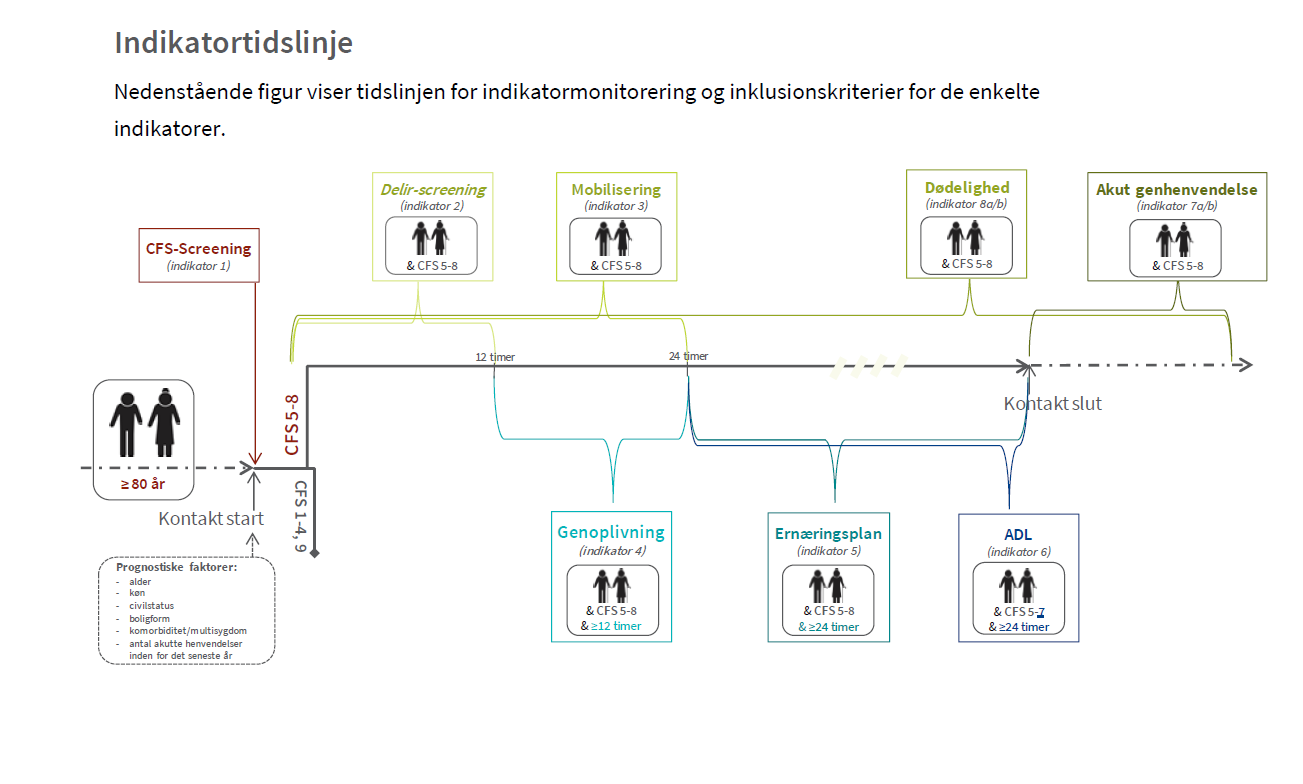 Indikatortidslinje
Nedenstående figur viser tidslinjen for indikatormonitorering og inklusionskriterier for de enkelte
indikatorer.
Delir-screening
(indikator 2)
& CFS 5-8
Mobilisering
(indikator 3)
& CFS 5-8
Dødelighed
(indikator 8a/b)
& CFS 5-8
Akut genhenvendelse
(indikator 7a/b)
& CFS 5-8
CFS-Screening
(indikator 1)
12 timer
24 timer
CFS 5-8
Kontakt slut
≥ 80 år
CFS 1-4, 9
Kontakt start
Prognostiske faktorer:
- alder
- køn
- civilstatus
- boligform
- komorbiditet/multisygdom
- antal akutte henvendelser
inden for det seneste år
Genoplivning
(indikator 4)
& CFS 5-8
& ≥12 timer
Ernæringsplan
(indikator 5)
& CFS 5-8
& ≥24 timer
ADL
(indikator 6)
& CFS 5-7
& ≥24 timer